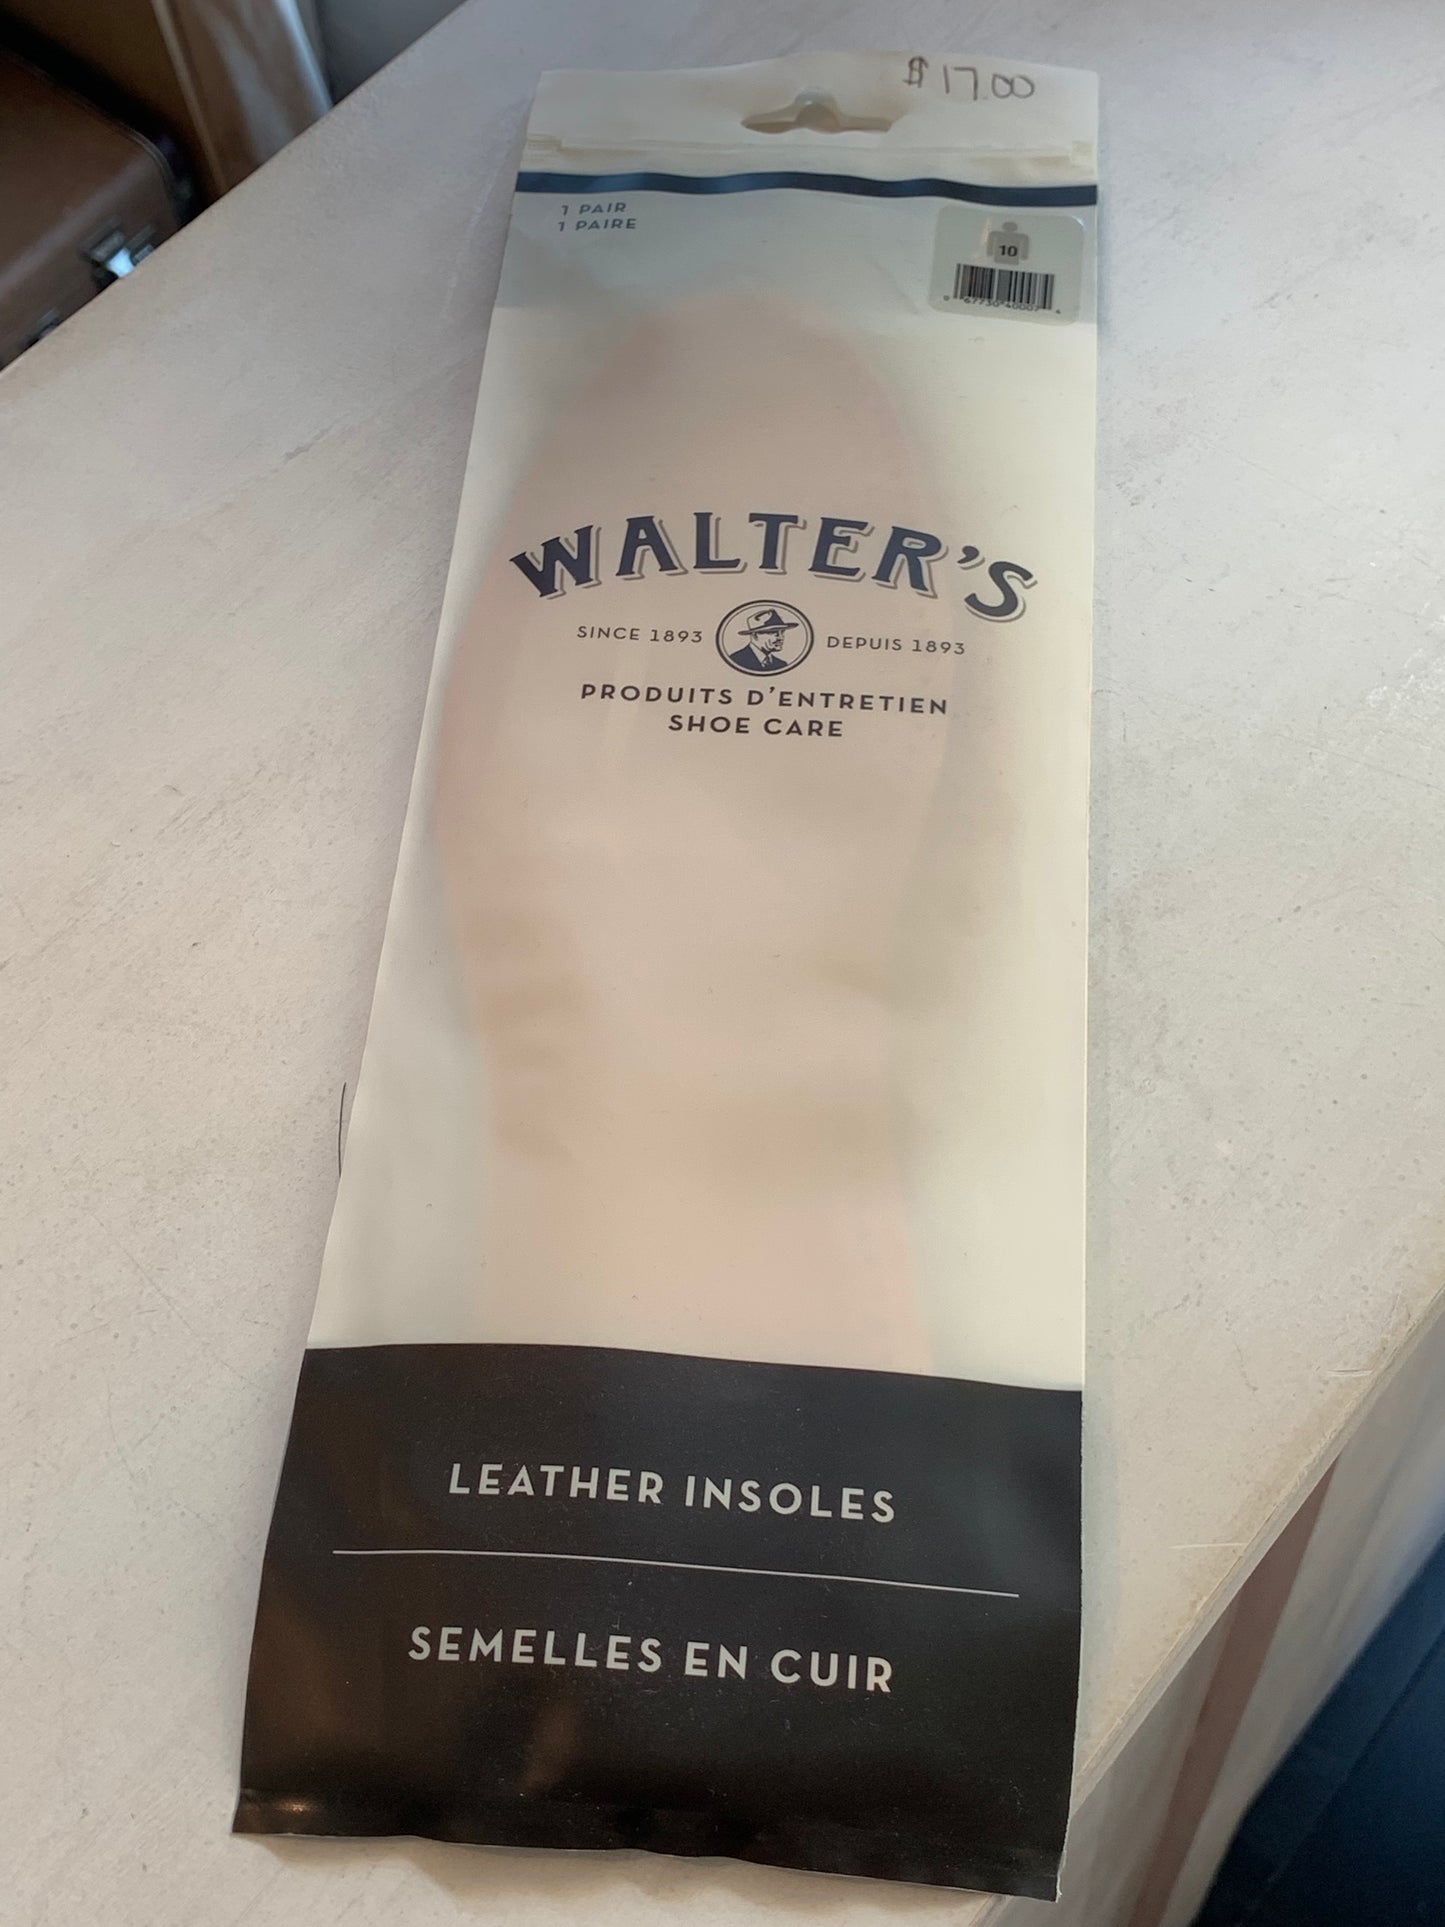 $17.00
1 PAIR
1 PAIRE
10
WALTER'S
SINCE 1893 DEPUIS 1893
PRODUITS D'ENTRETIEN
SHOE CARE
LEATHER INSOLES
SEMELLES EN CUIR